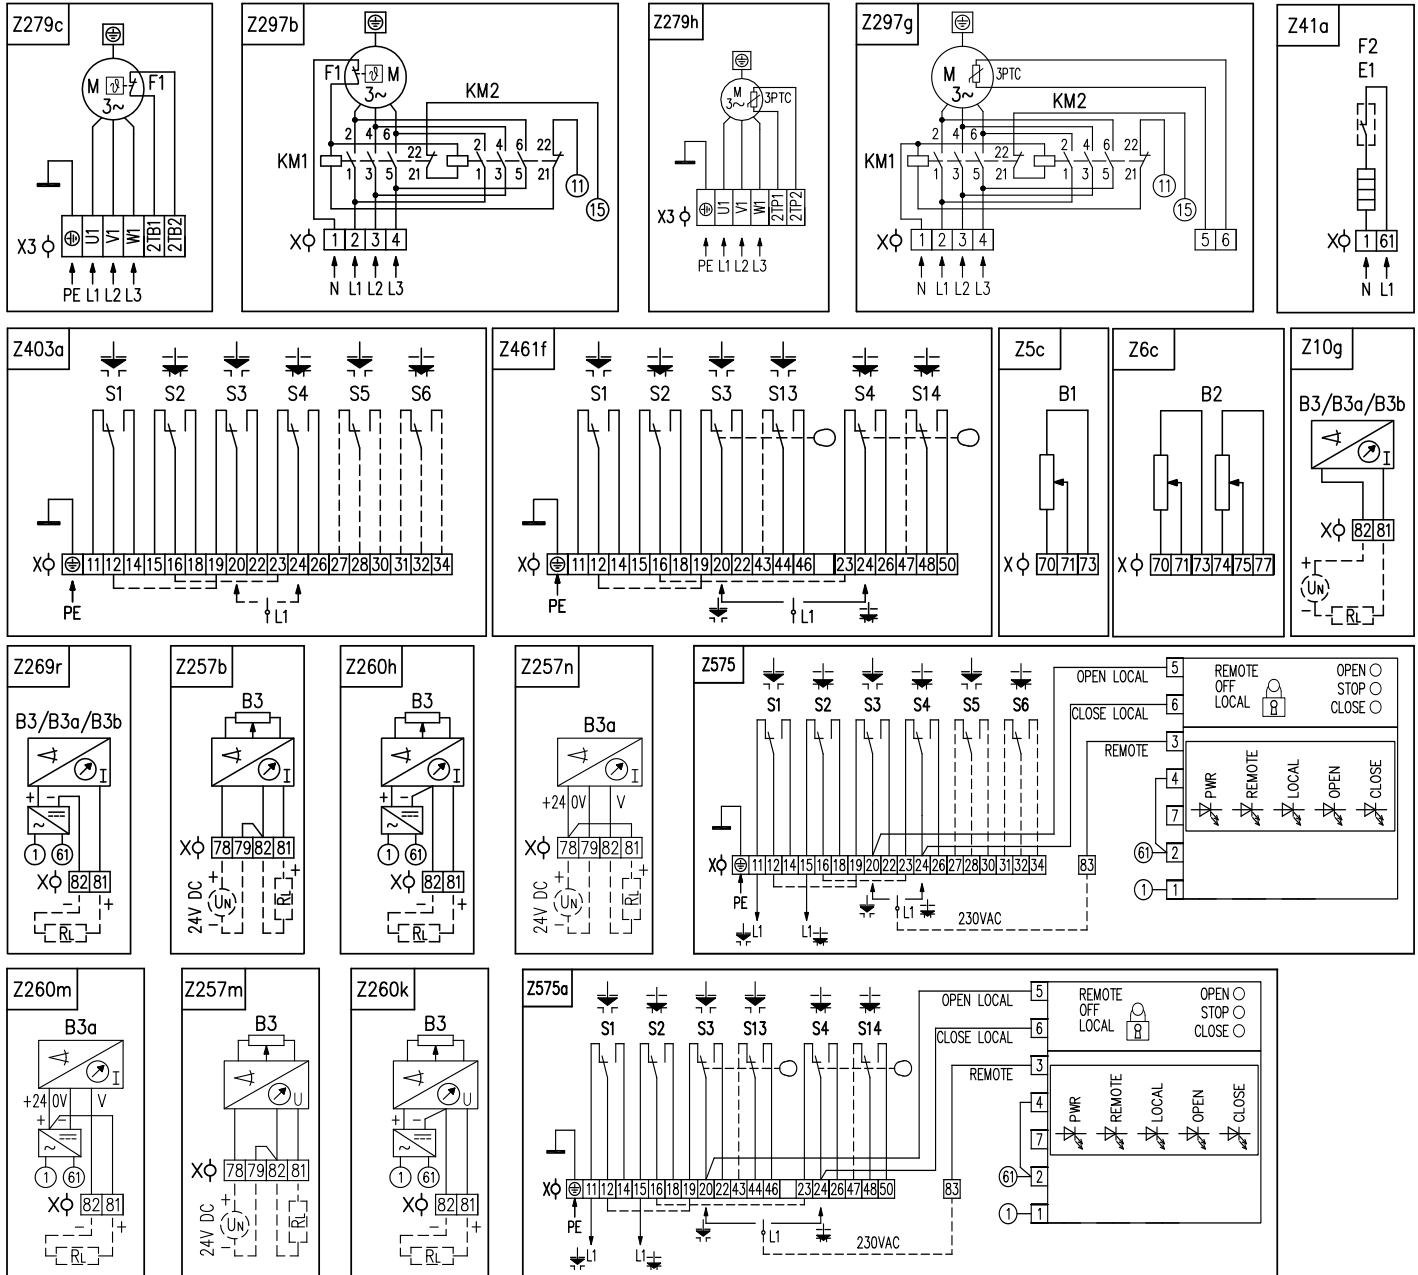 Z279c
M ϑ F1
3~
X3 U1 V1 W1 2TB1 2TB2
PE L1 L2 L3
Z297b
F1 ϑ M
3~
KM2
2 4 6 22 2 4 6 22
KM1
1 3 5 21 1 3 5 21
11
15
X 1 2 3 4
N L1 L2 L3
Z279h
M
3~ 3PTC
X3 U1 V1 W1 2TP1 2TP2
PE L1 L2 L3
Z297g
M 3PTC
3~
KM2
2 4 6 22 2 4 6 22
KM1
1 3 5 21 1 3 5 21
11
15
X 1 2 3 4 5 6
N L1 L2 L3
Z41a
F2
E1
X 1 61
N L1
Z403a
S1 S2 S3 S4 S5 S6
X 11 12 14 15 16 18 19 20 22 23 24 26 27 28 30 31 32 34
PE L1
Z461f
S1 S2 S3 S13 S4 S14
X 11 12 14 15 16 18 19 20 22 43 44 46 23 24 26 47 48 50
PE L1
Z5c
B1
X 70 71 73
Z6c
B2
X 70 71 73 74 75 77
Z10g
B3/B3a/B3b
I
X 82 81
+
UN
- RL
Z269r
B3/B3a/B3b
I
+ -
~
1 61
X 82 81
- +
RL
Z257b
B3
I
X 78 79 82 81
+ +
24V DC UN RL
- -
Z260h
B3
I
+ -
~
1 61
X 82 81
- +
RL
Z257n
B3a
I
+24 0V V
X 78 79 82 81
+ -
24V DC UN RL
- +
Z575
S1 S2 S3 S4 S5 S6
X 11 12 14 15 16 18 19 20 22 23 24 26 27 28 30 31 32 34 83
PE L1 L1 L1
230VAC
OPEN LOCAL 5
CLOSE LOCAL 6
REMOTE 3
4
7
61 2
1 1
REMOTE
OFF
LOCAL
OPEN
STOP
CLOSE
PWR REMOTE LOCAL OPEN CLOSE
Z260m
B3a
I
+24 0V V
+ -
~
1 61
X 82 81
- +
RL
Z257m
B3
U
X 78 79 82 81
+ +
24V DC UN RL
- -
Z260k
B3
U
+ -
~
1 61
X 82 81
- +
RL
Z575a
S1 S2 S3 S13 S4 S14
X 11 12 14 15 16 18 19 20 22 43 44 46 23 24 26 47 48 50 83
PE L1 L1 L1
230VAC
OPEN LOCAL 5
CLOSE LOCAL 6
REMOTE 3
4
7
61 2
1 1
REMOTE
OFF
LOCAL
OPEN
STOP
CLOSE
PWR REMOTE LOCAL OPEN CLOSE